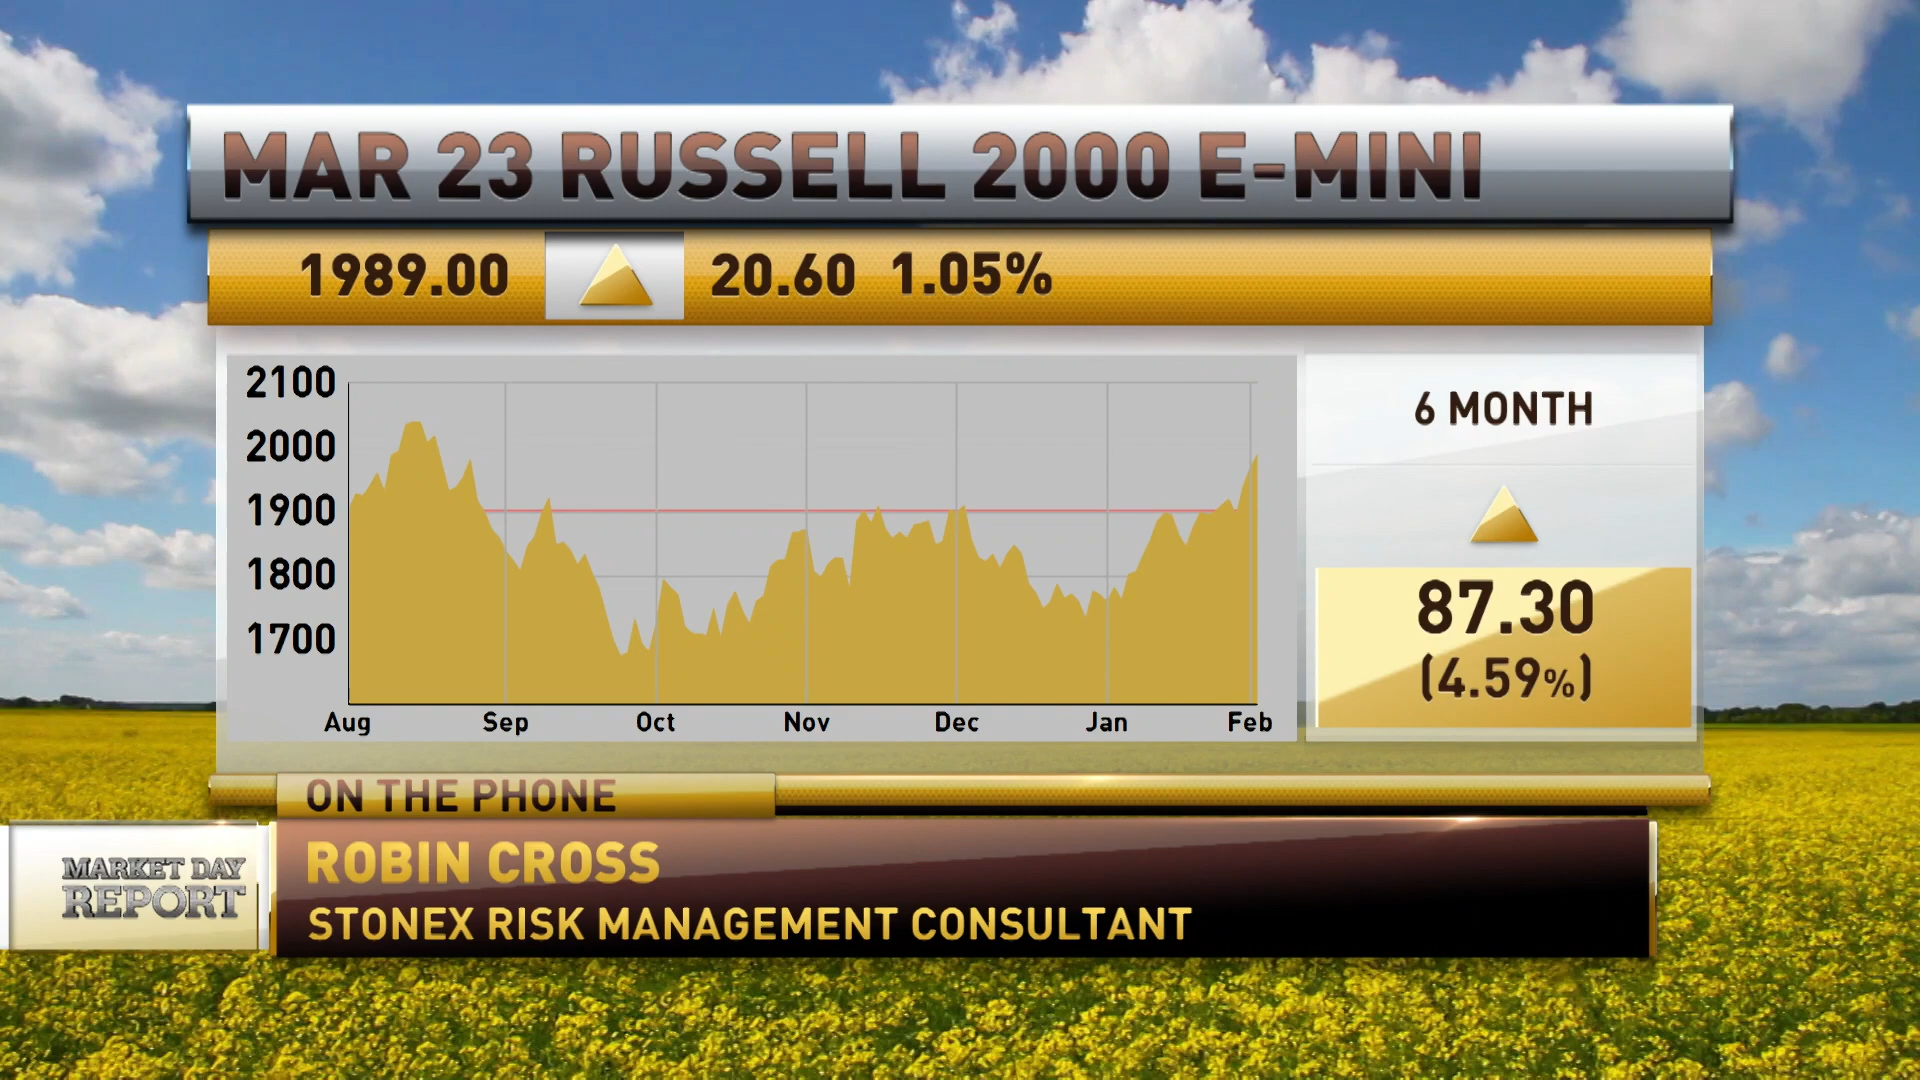 MAR 23 RUSSELL 2000 E-MINI
1989.00 20.60 1.05%
2100
2000
1900
1800
1700
Aug Sep Oct Nov Dec Jan Feb
6 MONTH
87.30
(4.59%)
ON THE PHONE
ROBIN CROSS
STONEX RISK MANAGEMENT CONSULTANT
MARKET DAY
REPORT